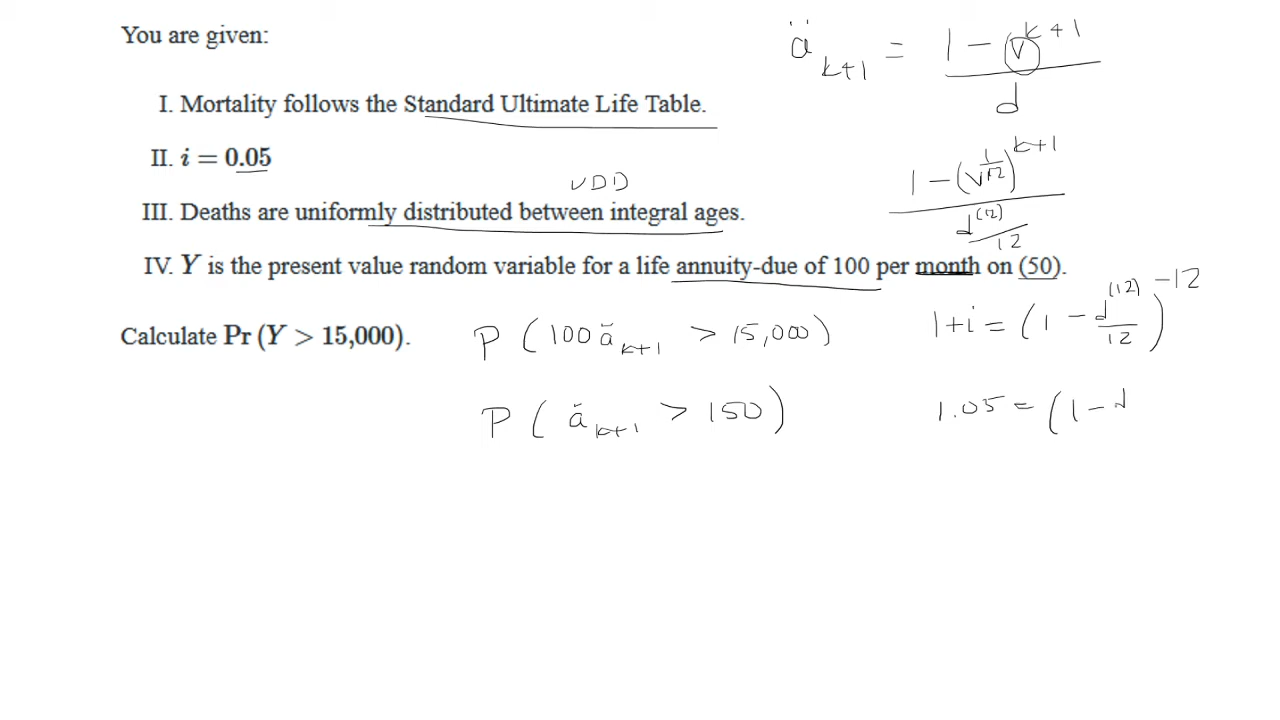 You are given:
ä_{k+1} = (1 - v^{k+1}) / d
I. Mortality follows the Standard Ultimate Life Table.
II. i = 0.05
(1 - (v^{1/12})^{k+1}) / (d^{(12)}/12)
UDD
III. Deaths are uniformly distributed between integral ages.
IV. Y is the present value random variable for a life annuity-due of 100 per month on (50).
Calculate Pr (Y > 15,000).
P ( 100 ä_{k+1} > 15,000 )
1+i = (1 - d^{(12)}/12)^{-12}
P ( ä_{k+1} > 150 )
1.05 = (1 - d